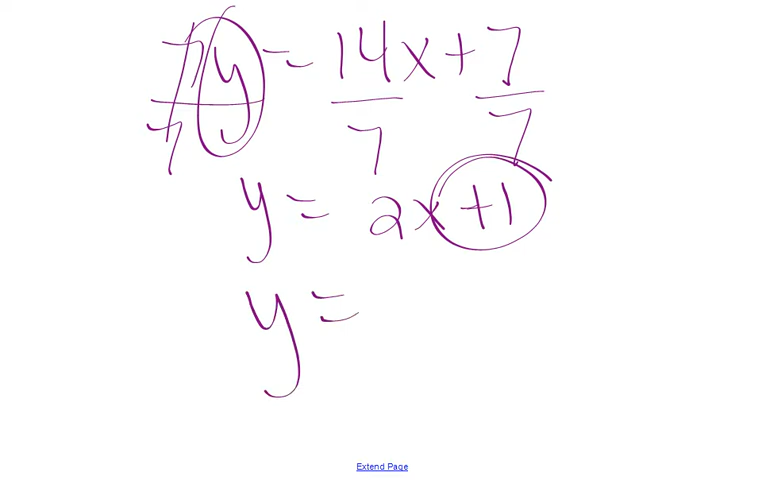 7y = 14x + 7
7 7 7
y = 2x + 1
y =
Extend Page